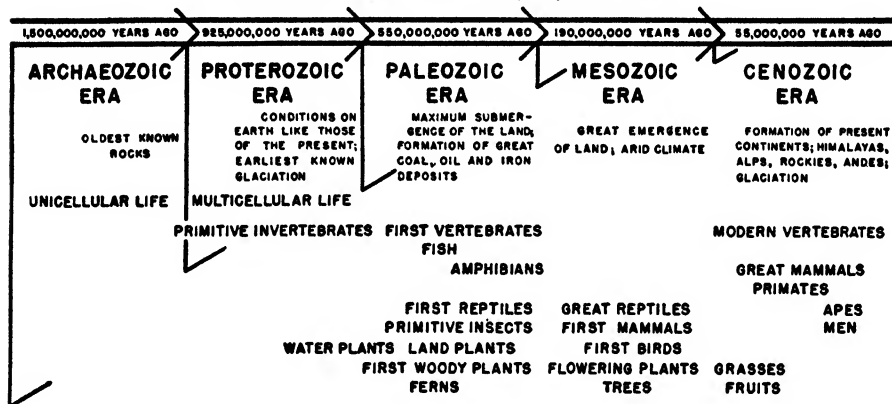 1,500,000,000 YEARS AGO 925,000,000 YEARS AGO 550,000,000 YEARS AGO 190,000,000 YEARS AGO 55,000,000 YEARS AGO
ARCHAEOZOIC ERA
OLDEST KNOWN
ROCKS
UNICELLULAR LIFE
PROTEROZOIC ERA
CONDITIONS ON
EARTH LIKE THOSE
OF THE PRESENT;
EARLIEST KNOWN
GLACIATION
MULTICELLULAR LIFE
PRIMITIVE INVERTEBRATES
WATER PLANTS
PALEOZOIC
ERA
MAXIMUM SUBMER-
GENCE OF THE LAND;
FORMATION OF GREAT
COAL, OIL AND IRON
DEPOSITS
FIRST VERTEBRATES
FISH
AMPHIBIANS
FIRST REPTILES
PRIMITIVE INSECTS
LAND PLANTS
FIRST WOODY PLANTS
FERNS
MESOZOIC
ERA
GREAT EMERGENCE
OF LAND; ARID CLIMATE
GREAT REPTILES
FIRST MAMMALS
FIRST BIRDS
FLOWERING PLANTS
TREES
CENOZOIC
ERA
FORMATION OF PRESENT
CONTINENTS; HIMALAYAS,
ALPS, ROCKIES, ANDES;
GLACIATION
MODERN VERTEBRATES
GREAT MAMMALS
PRIMATES
APES
MEN
GRASSES
FRUITS